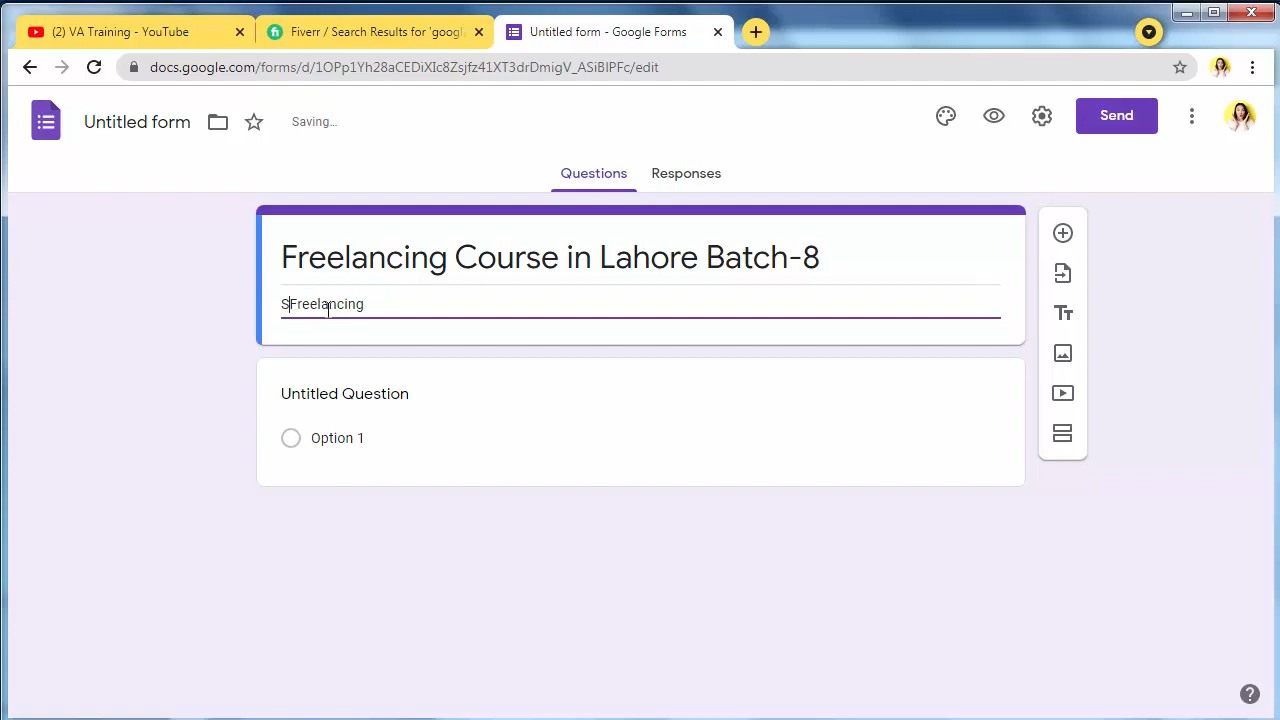 (2) VA Training - YouTube
Fiverr / Search Results for 'googl
Untitled form - Google Forms
docs.google.com/forms/d/1OPp1Yh28aCEDiXIc8Zsjfz41XT3drDmigV_ASiBIPFc/edit
Untitled form
Saving...
Send
Questions
Responses
Freelancing Course in Lahore Batch-8
SFreelancing
Untitled Question
Option 1